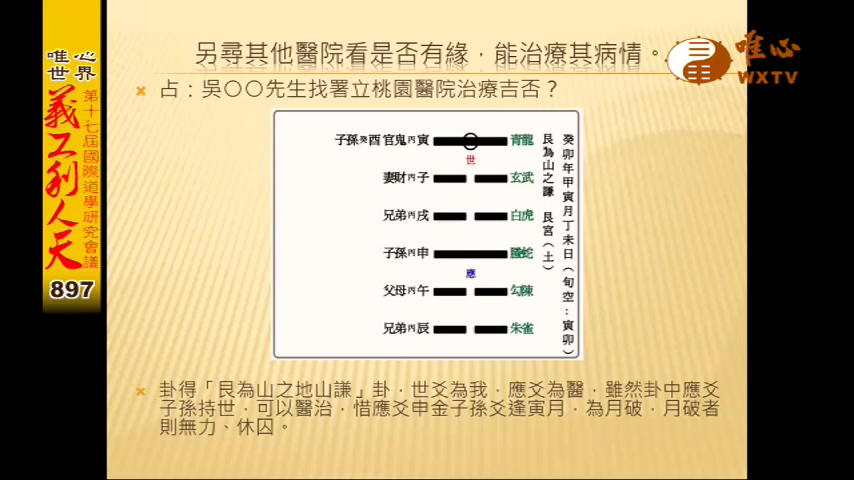 唯心
世界
義工利人天
第十七屆國際道學研究會議
897
另尋其他醫院看是否有緣，能治療其病情。
唯心
WXTV
占：吳〇〇先生找署立桃園醫院治療吉否？
癸卯年甲寅月丁未日（旬空：寅卯）
艮為山之謙 艮宮（土）
子孫癸酉 官鬼丙寅 青龍
世
妻財丙子 玄武
兄弟丙戌 白虎
子孫丙申 螣蛇
應
父母丙午 勾陳
兄弟丙辰 朱雀
卦得「艮為山之地山謙」卦，世爻為我，應爻為醫，雖然卦中應爻
子孫持世，可以醫治，惜應爻申金子孫爻逢寅月，為月破，月破者
則無力、休囚。